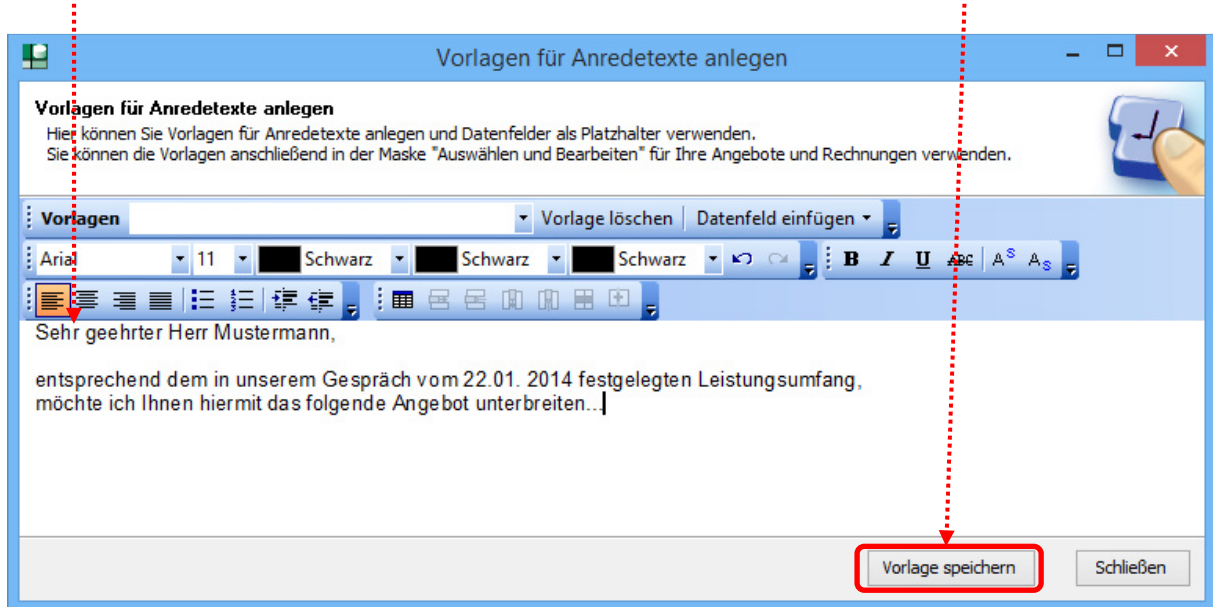 Vorlagen für Anredetexte anlegen
Vorlagen für Anredetexte anlegen
Hier können Sie Vorlagen für Anredetexte anlegen und Datenfelder als Platzhalter verwenden.
Sie können die Vorlagen anschließend in der Maske "Auswählen und Bearbeiten" für Ihre Angebote und Rechnungen verwenden.
Vorlagen Vorlage löschen Datenfeld einfügen
Arial 11 Schwarz Schwarz Schwarz B I U ABC A^S A_S
Sehr geehrter Herr Mustermann,
entsprechend dem in unserem Gespräch vom 22.01. 2014 festgelegten Leistungsumfang,
möchte ich Ihnen hiermit das folgende Angebot unterbreiten...
Vorlage speichern Schließen